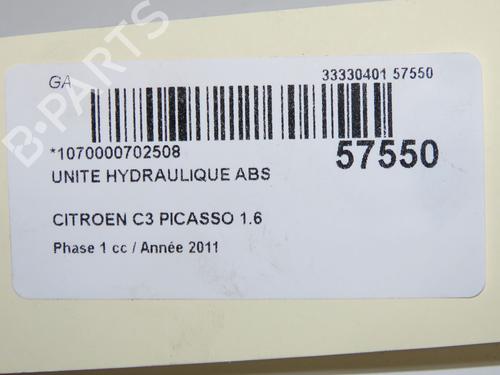 GA
33330401 57550
*1070000702508
57550
UNITE HYDRAULIQUE ABS
CITROEN C3 PICASSO 1.6
Phase 1 cc / Année 2011
B-PARTS